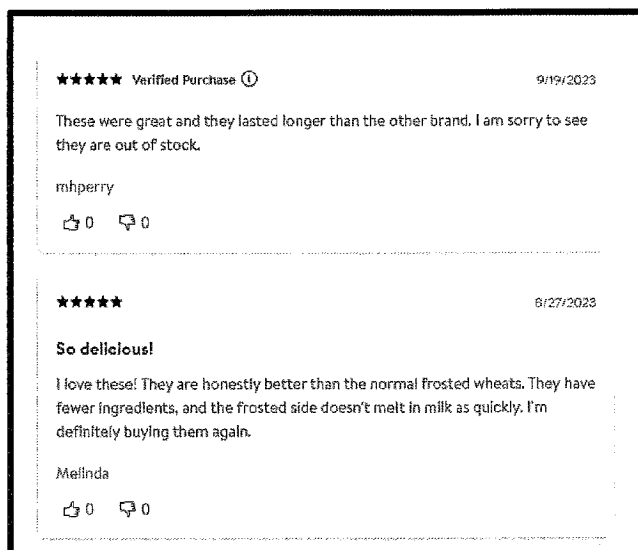 ★★★★★ Verified Purchase ⓘ 9/19/2023
These were great and they lasted longer than the other brand. I am sorry to see
they are out of stock.
mhperry
0 0
★★★★★ 8/27/2023
So delicious!
I love these! They are honestly better than the normal frosted wheats. They have
fewer ingredients, and the frosted side doesn't melt in milk as quickly. I'm
definitely buying them again.
Melinda
0 0